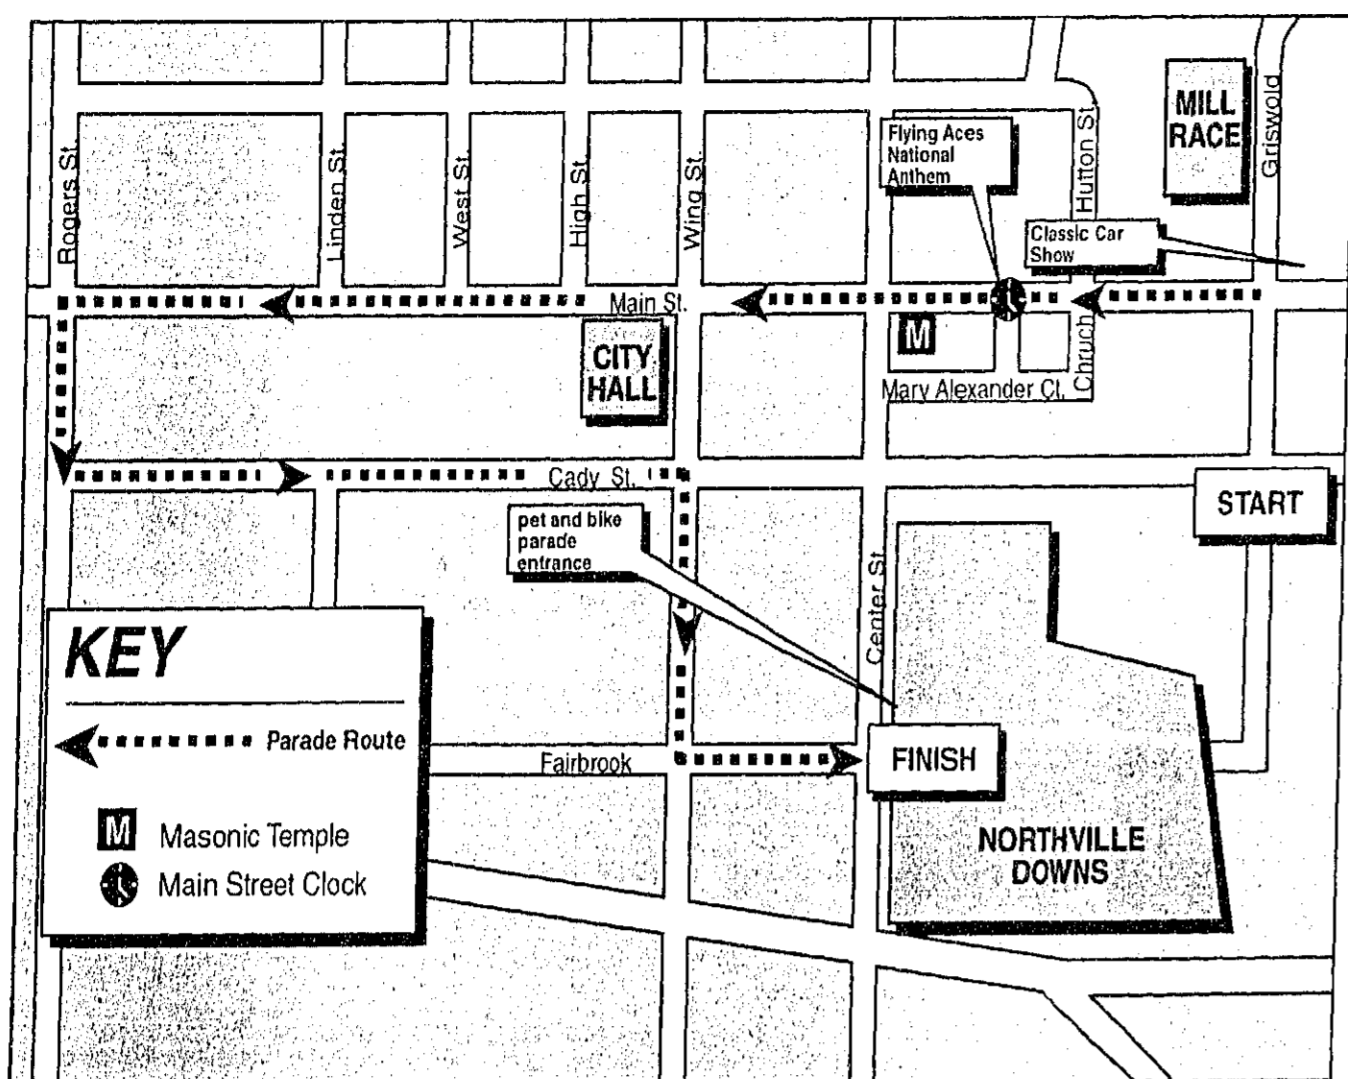 MILL
RACE
Griswold
Hutton St.
Flying Aces
National
Anthem
Rogers St.
Linden St.
West St.
High St.
Wing St.
Classic Car
Show
Main St.
CITY
HALL
M
Chruch
Mary Alexander Ct.
Cady St.
START
pet and bike
parade
entrance
Center St
KEY
Parade Route
Fairbrook
FINISH
NORTHVILLE
DOWNS
M Masonic Temple
Main Street Clock